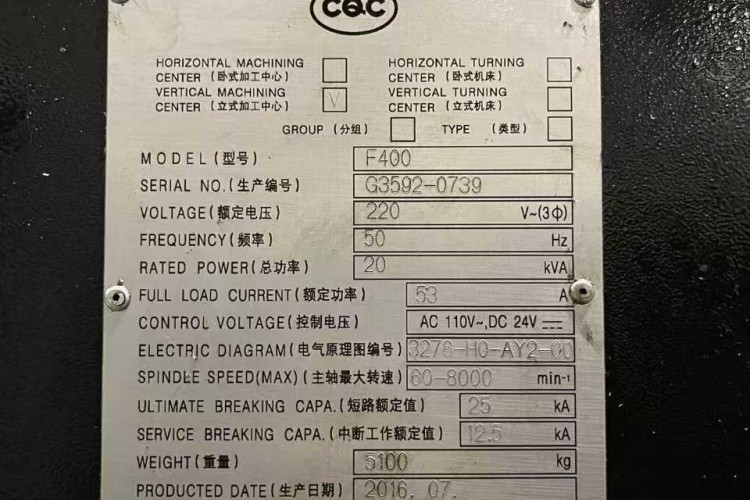 CQC
HORIZONTAL MACHINING CENTER (卧式加工中心)
HORIZONTAL TURNING CENTER (卧式机床)
VERTICAL MACHINING CENTER (立式加工中心) V
VERTICAL TURNING CENTER (立式机床)
GROUP (分组) TYPE (类型)
MODEL (型号) F400
SERIAL NO. (生产编号) G3592-0739
VOLTAGE (额定电压) 220 V~(3Φ)
FREQUENCY (频率) 50 Hz
RATED POWER (总功率) 20 kVA
FULL LOAD CURRENT (额定功率) 53 A
CONTROL VOLTAGE (控制电压) AC 110V~,DC 24V ⎓
ELECTRIC DIAGRAM (电气原理图编号) 3276-H0-AY2-00
SPINDLE SPEED(MAX) (主轴最大转速) 60-8000 min-1
ULTIMATE BREAKING CAPA. (短路额定值) 25 kA
SERVICE BREAKING CAPA. (中断工作额定值) 12.5 kA
WEIGHT (重量) 5100 kg
PRODUCTED DATE (生产日期) 2016. 07.